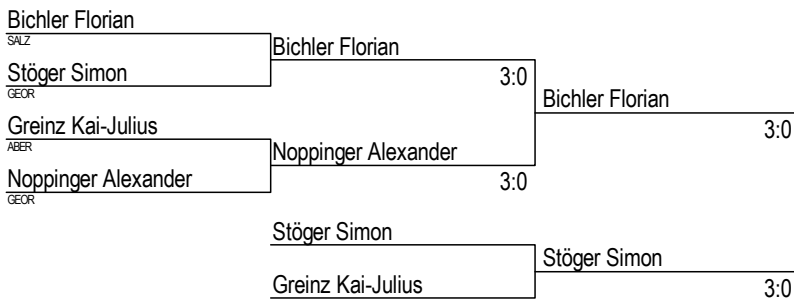 Bichler Florian
SALZ
Bichler Florian
Stöger Simon
3:0
GEOR
Bichler Florian
Greinz Kai-Julius
3:0
ABER
Noppinger Alexander
Noppinger Alexander
3:0
GEOR
Stöger Simon
Stöger Simon
Greinz Kai-Julius
3:0